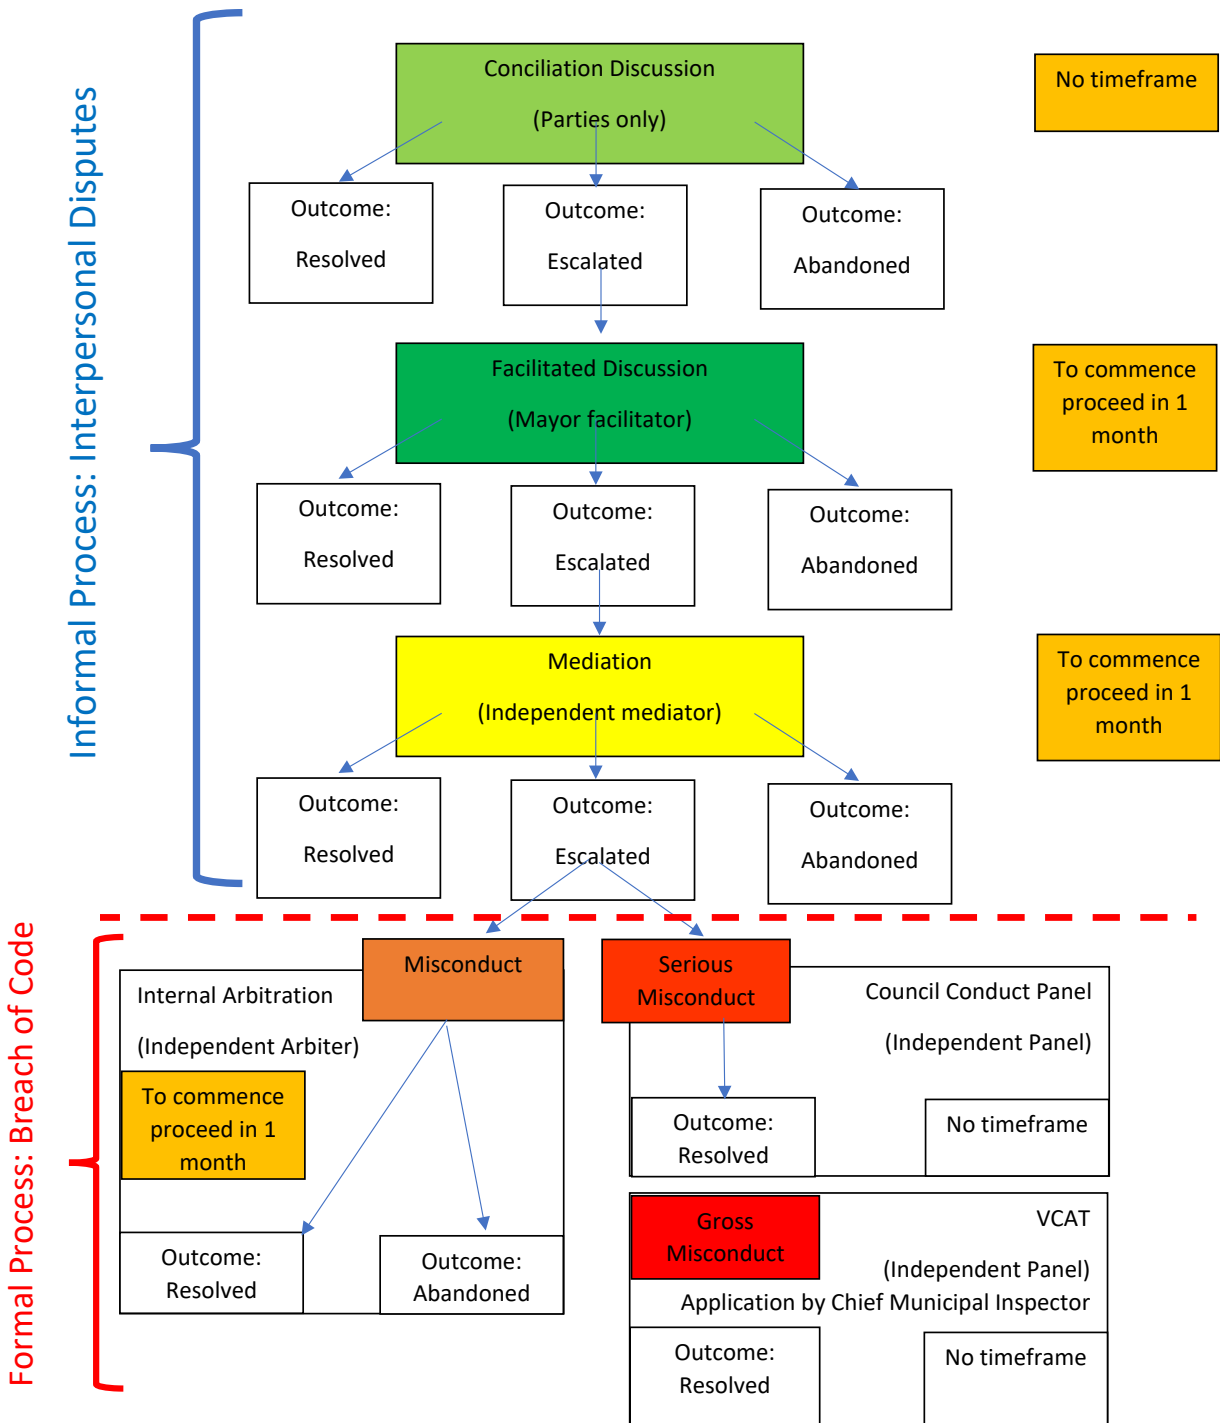 Informal Process: Interpersonal Disputes
Conciliation Discussion
(Parties only)
No timeframe
Outcome:
Resolved
Outcome:
Escalated
Outcome:
Abandoned
Facilitated Discussion
(Mayor facilitator)
To commence
proceed in 1
month
Outcome:
Resolved
Outcome:
Escalated
Outcome:
Abandoned
Mediation
(Independent mediator)
To commence
proceed in 1
month
Outcome:
Resolved
Outcome:
Escalated
Outcome:
Abandoned
Formal Process: Breach of Code
Misconduct
Internal Arbitration
(Independent Arbiter)
To commence
proceed in 1
month
Outcome:
Resolved
Outcome:
Abandoned
Serious
Misconduct
Council Conduct Panel
(Independent Panel)
Outcome:
Resolved
No timeframe
Gross
Misconduct
VCAT
(Independent Panel)
Application by Chief Municipal Inspector
Outcome:
Resolved
No timeframe